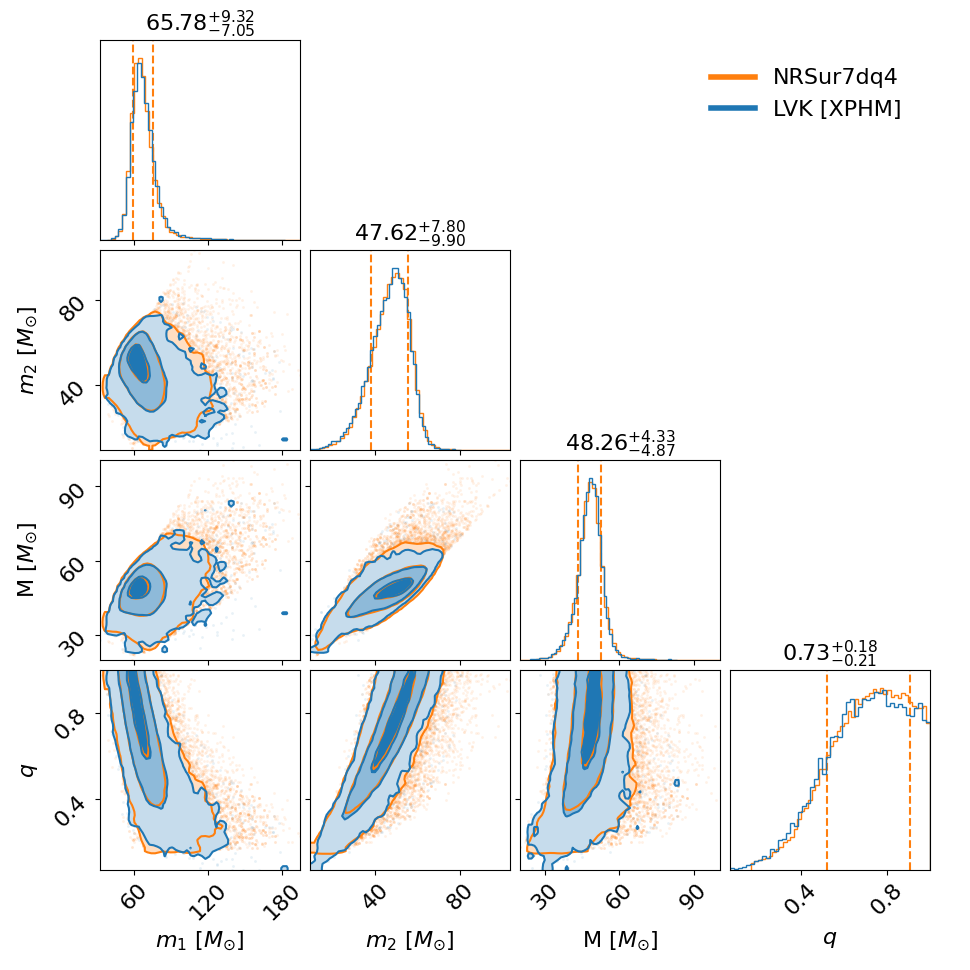 65.78^{+9.32}_{-7.05}
NRSur7dq4
LVK [XPHM]
47.62^{+7.80}_{-9.90}
80
40
m₂ [M⊙]
48.26^{+4.33}_{-4.87}
90
60
30
M [M⊙]
0.73^{+0.18}_{-0.21}
0.8
0.4
q
60 120 180
40 80
30 60 90
0.4 0.8
m₁ [M⊙]
m₂ [M⊙]
M [M⊙]
q